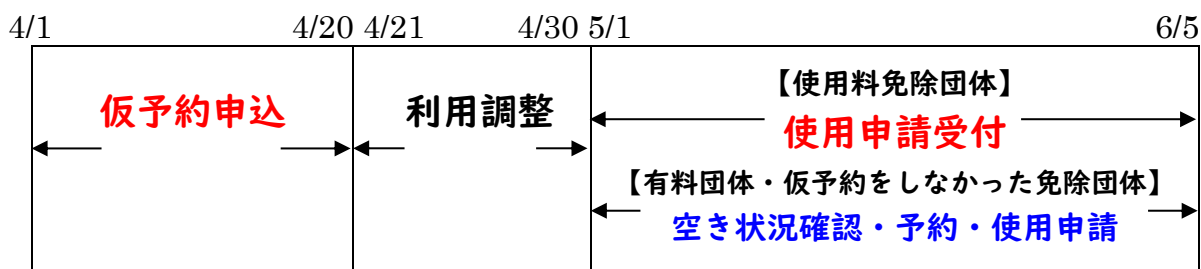 4/1 4/20 4/21 4/30 5/1 6/5
仮予約申込
利用調整
【使用料免除団体】
使用申請受付
【有料団体・仮予約をしなかった免除団体】
空き状況確認・予約・使用申請